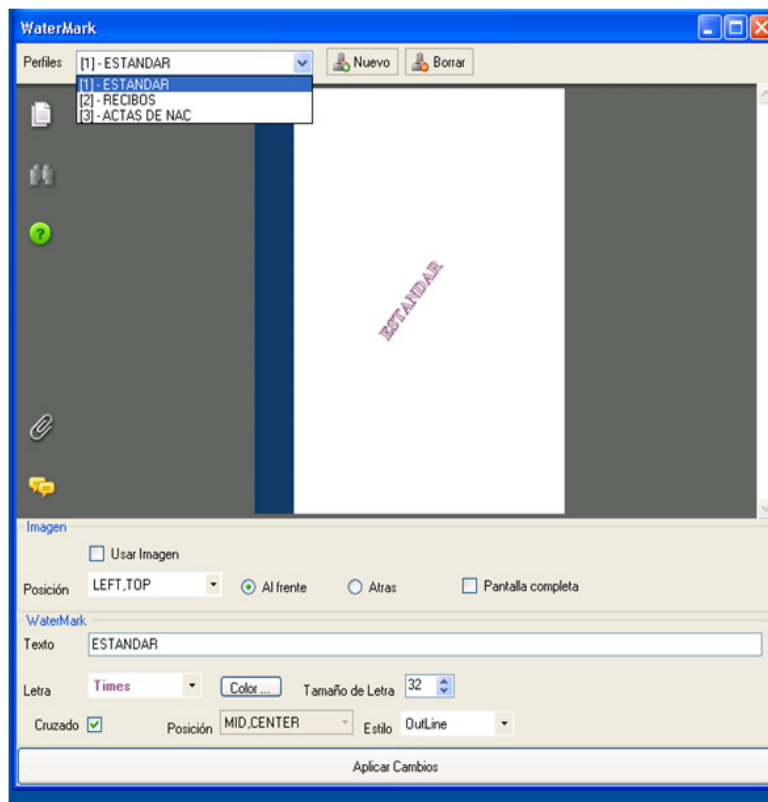 WaterMark
Perfiles [1] - ESTANDAR Nuevo Borrar
[1] - ESTANDAR
[2] - RECIBOS
[3] - ACTAS DE NAC
?
ESTANDAR
Imagen
Usar Imagen
Posición LEFT,TOP Al frente Atras Pantalla completa
WaterMark
Texto ESTANDAR
Letra Times Color ... Tamaño de Letra 32
Cruzado Posición MID,CENTER Estilo OutLine
Aplicar Cambios